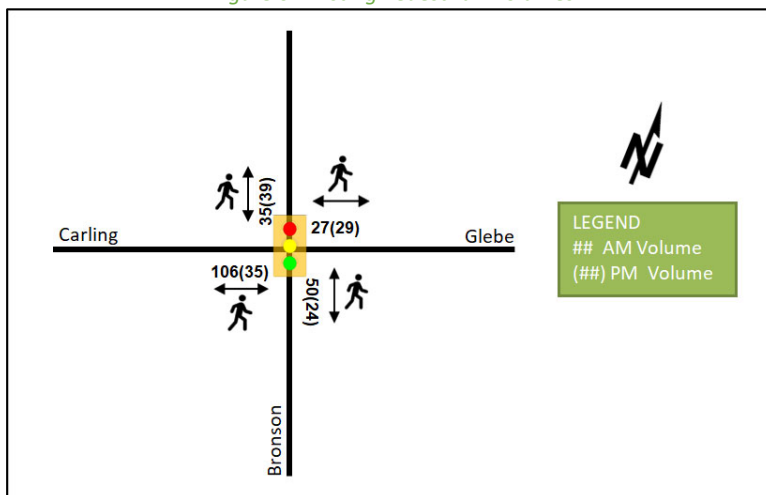 35(39)
27(29)
Carling
Glebe
106(35)
50(24)
Bronson
N
LEGEND
## AM Volume
(##) PM Volume